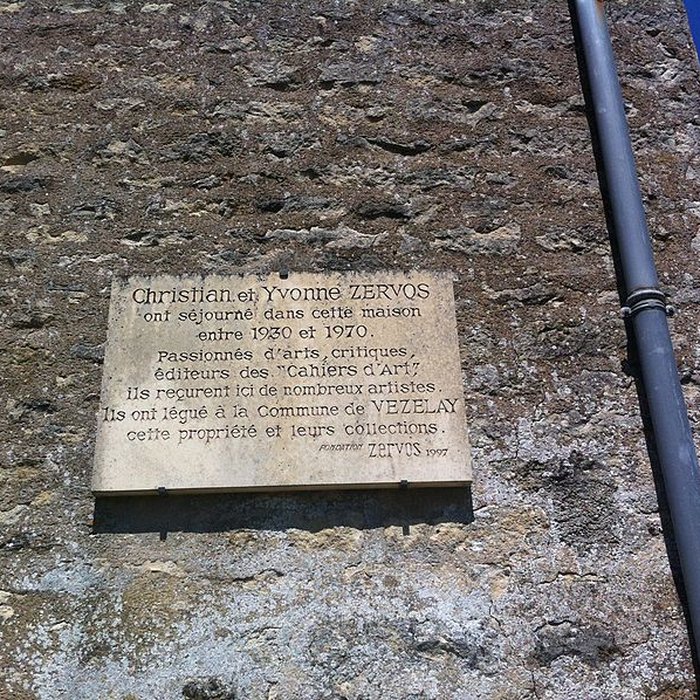 Christian et Yvonne ZERVOS
ont séjourné dans cette maison
entre 1930 et 1970.
Passionnés d'arts, critiques,
éditeurs des "Cahiers d'Art",
ils reçurent ici de nombreux artistes.
Ils ont légué à la Commune de VEZELAY
cette propriété et leurs collections.
FONDATION ZERVOS 1997